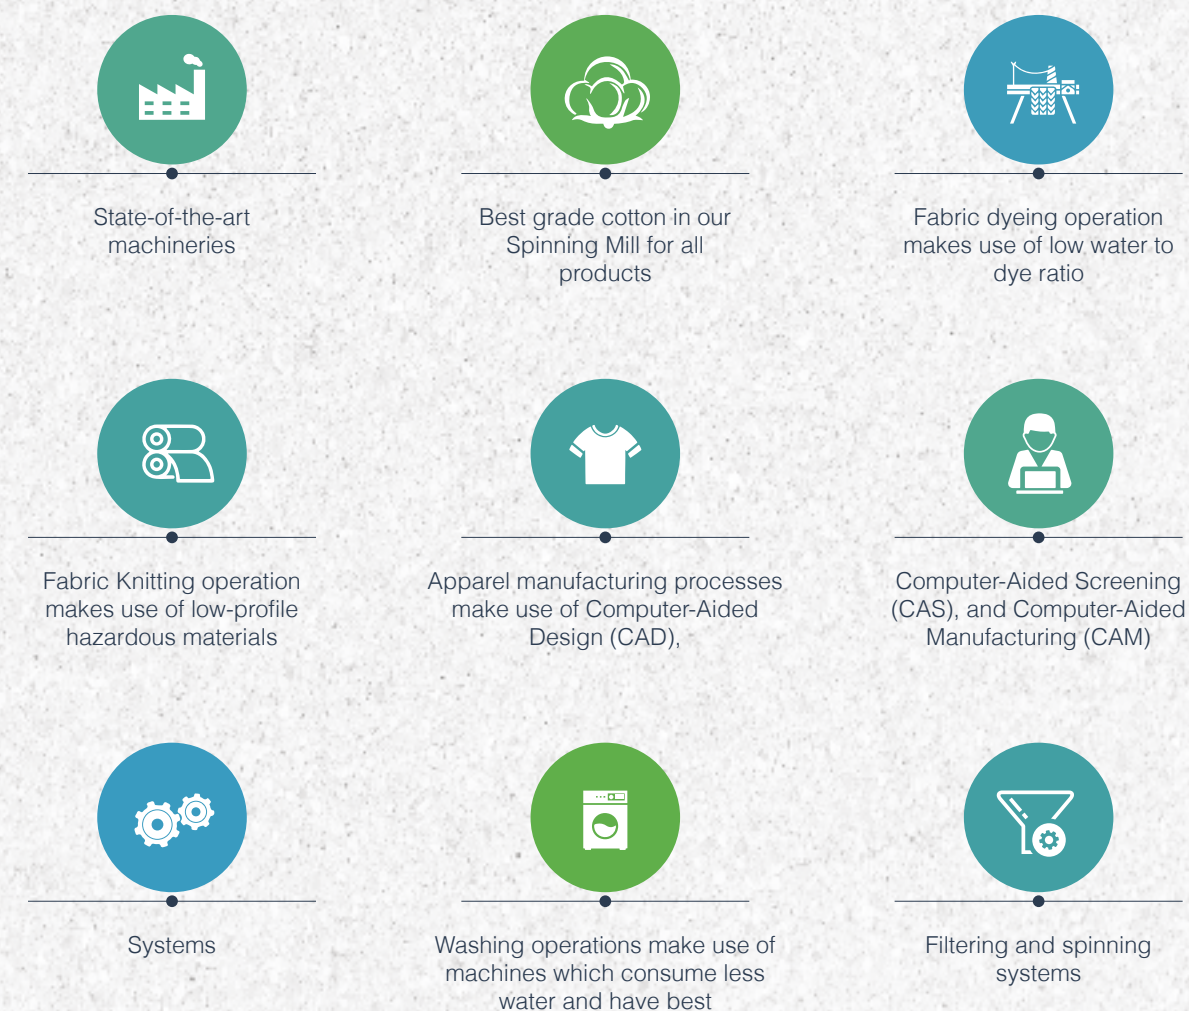 State-of-the-art
machineries
Best grade cotton in our
Spinning Mill for all
products
Fabric dyeing operation
makes use of low water to
dye ratio
Fabric Knitting operation
makes use of low-profile
hazardous materials
Apparel manufacturing processes
make use of Computer-Aided
Design (CAD),
Computer-Aided Screening
(CAS), and Computer-Aided
Manufacturing (CAM)
Systems
Washing operations make use of
machines which consume less
water and have best
Filtering and spinning
systems